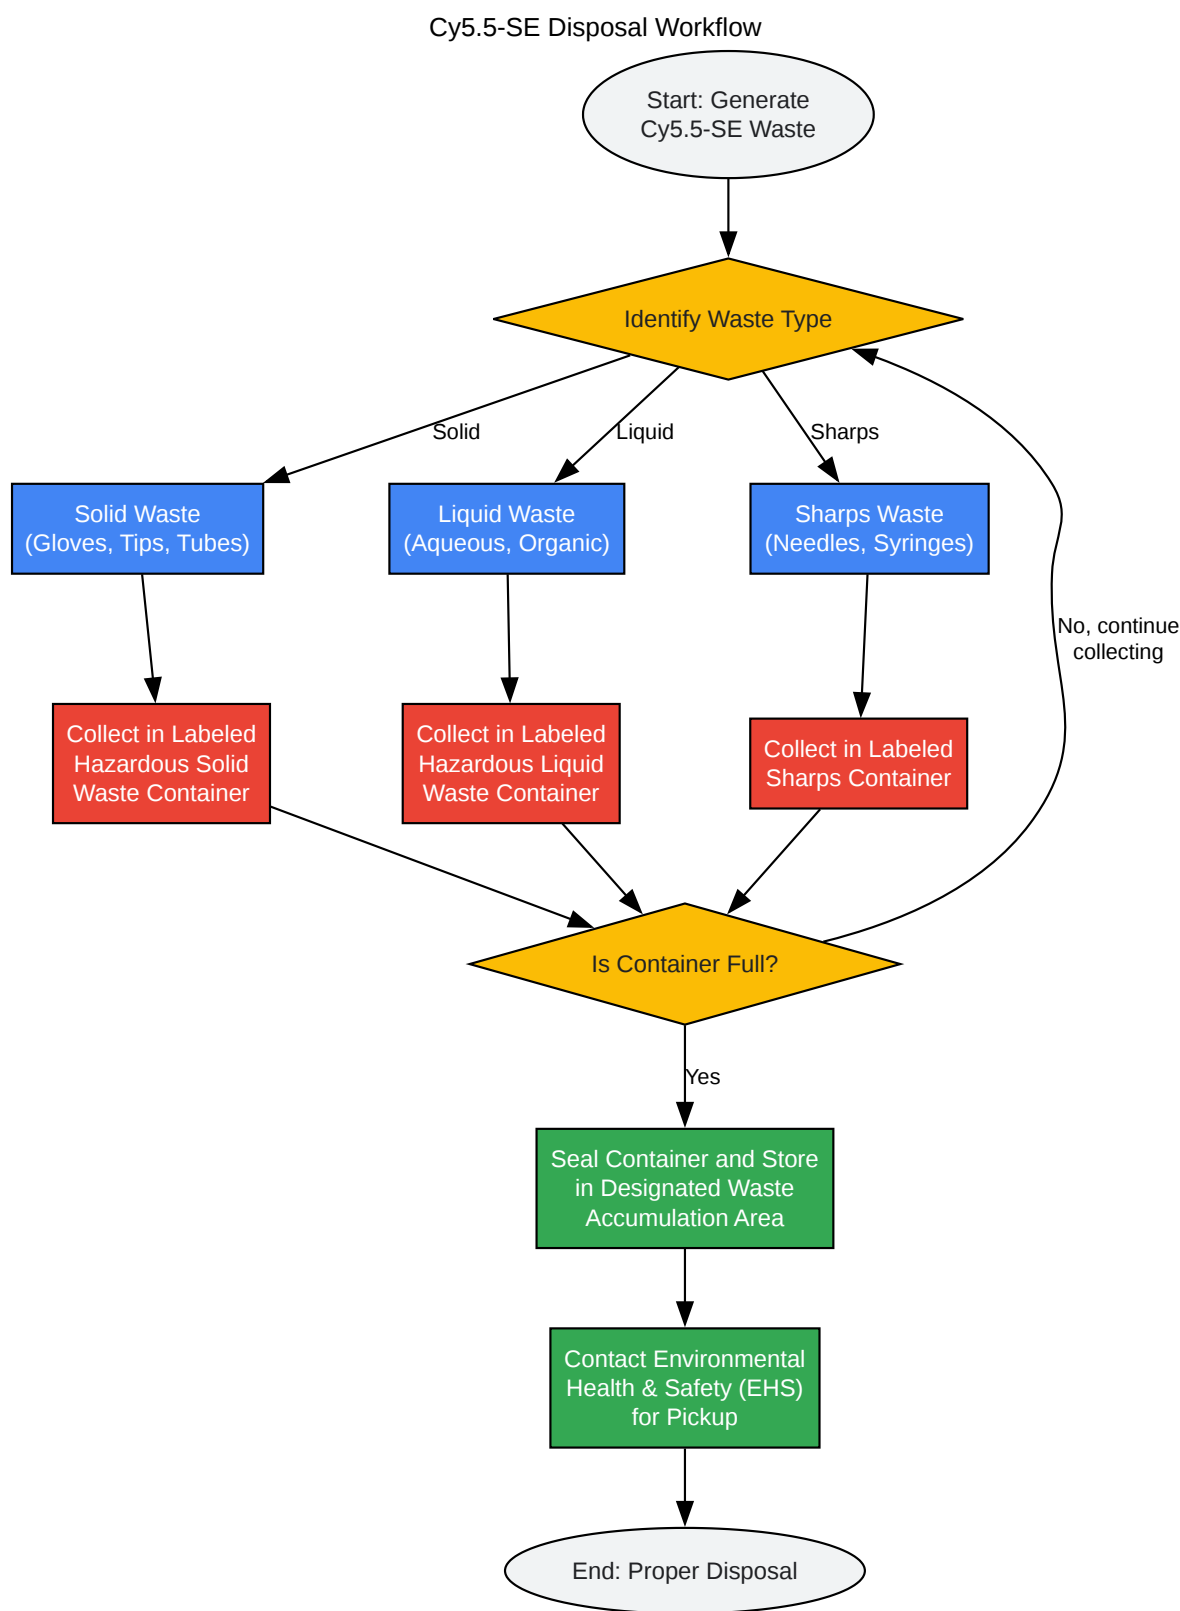 Cy5.5-SE Disposal Workflow
Start: Generate
Cy5.5-SE Waste
Identify Waste Type
Solid
Liquid
Sharps
Solid Waste
(Gloves, Tips, Tubes)
Liquid Waste
(Aqueous, Organic)
Sharps Waste
(Needles, Syringes)
No, continue
collecting
Collect in Labeled
Hazardous Solid
Waste Container
Collect in Labeled
Hazardous Liquid
Waste Container
Collect in Labeled
Sharps Container
Is Container Full?
Yes
Seal Container and Store
in Designated Waste
Accumulation Area
Contact Environmental
Health & Safety (EHS)
for Pickup
End: Proper Disposal